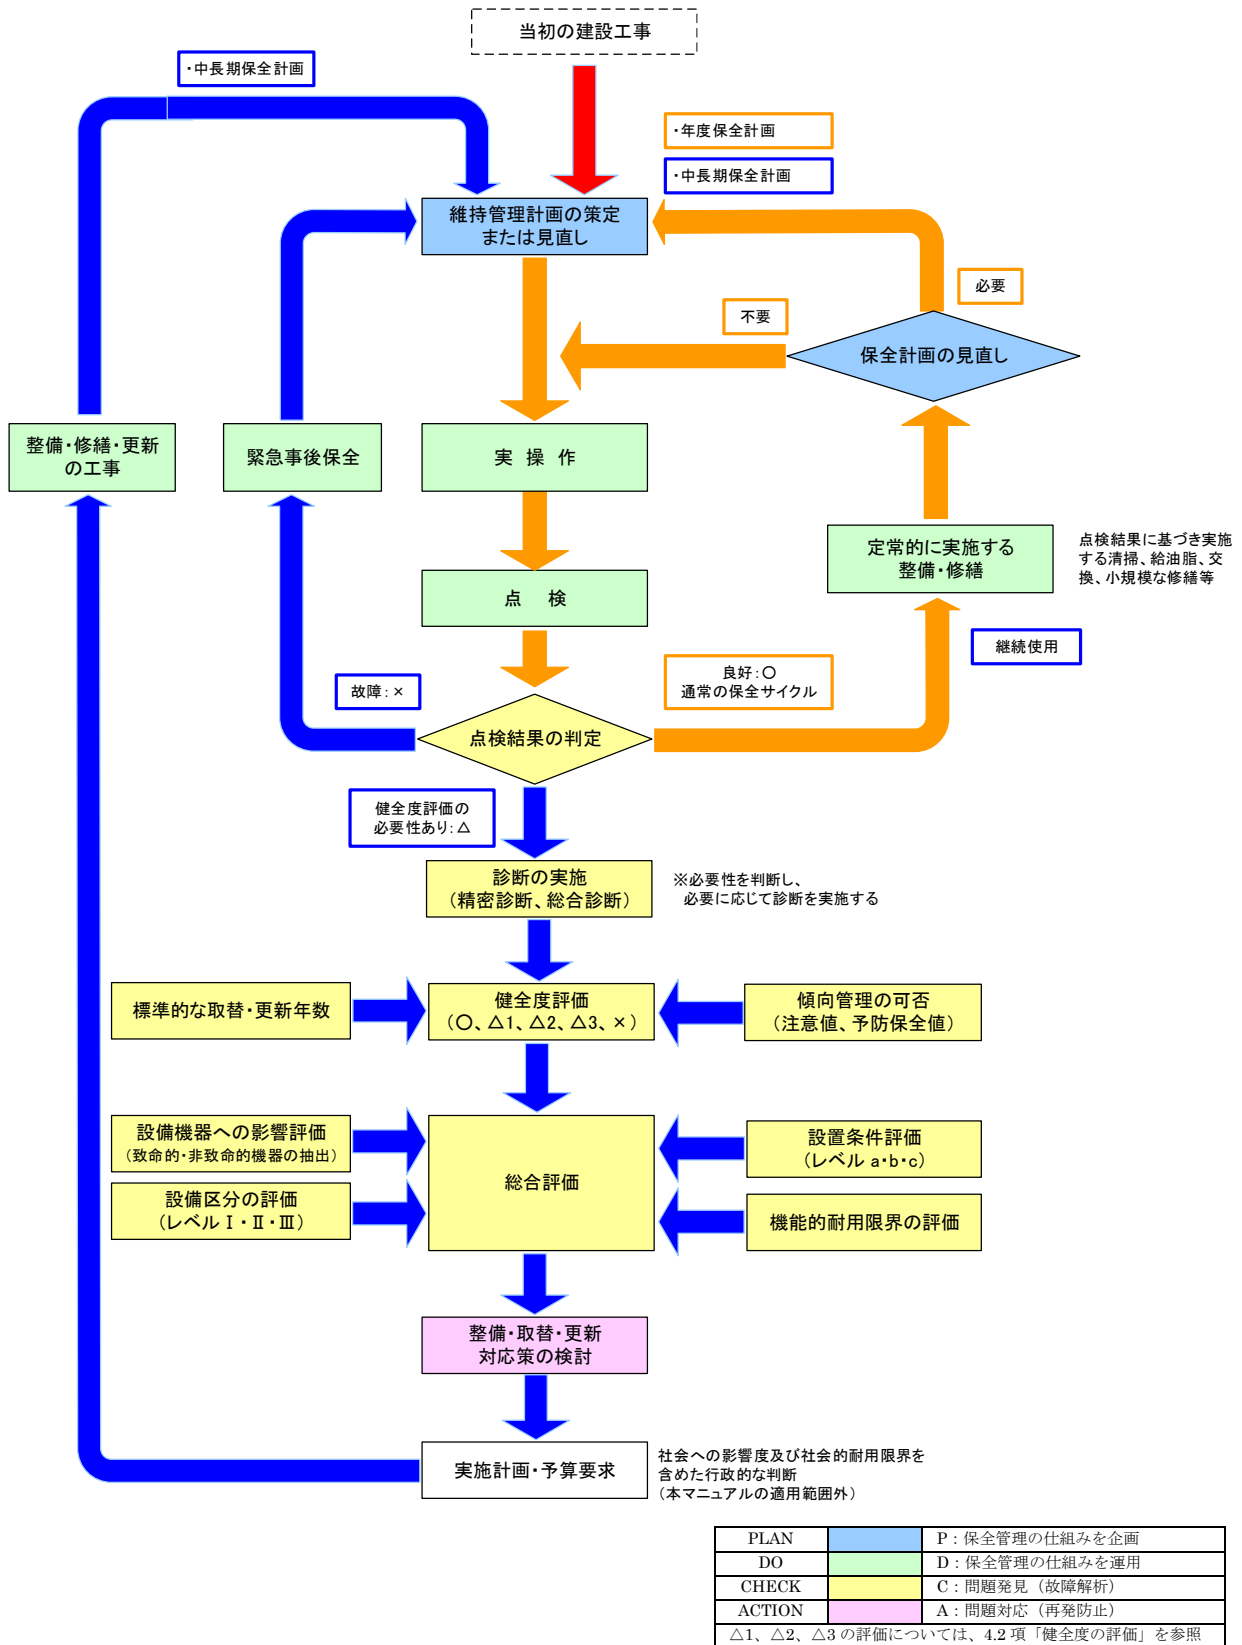 当初の建設工事
・中長期保全計画
・年度保全計画
・中長期保全計画
維持管理計画の策定
または見直し
必要
不要
保全計画の見直し
整備・修繕・更新
の工事
緊急事後保全
実 操 作
定常的に実施する
整備・修繕
点検結果に基づき実施
する清掃、給油脂、交
換、小規模な修繕等
点 検
継続使用
良好：○
通常の保全サイクル
故障：×
点検結果の判定
健全度評価の
必要性あり：△
診断の実施
（精密診断、総合診断）
※必要性を判断し、
必要に応じて診断を実施する
標準的な取替・更新年数
健全度評価
（○、△1、△2、△3、×）
傾向管理の可否
（注意値、予防保全値）
設備機器への影響評価
（致命的・非致命的機器の抽出）
設備区分の評価
（レベルⅠ・Ⅱ・Ⅲ）
総合評価
設置条件評価
（レベル a・b・c）
機能的耐用限界の評価
整備・取替・更新
対応策の検討
実施計画・予算要求
社会への影響度及び社会的耐用限界を
含めた行政的な判断
（本マニュアルの適用範囲外）
PLAN P：保全管理の仕組みを企画
DO D：保全管理の仕組みを運用
CHECK C：問題発見（故障解析）
ACTION A：問題対応（再発防止）
△1、△2、△3 の評価については、4.2 項「健全度の評価」を参照